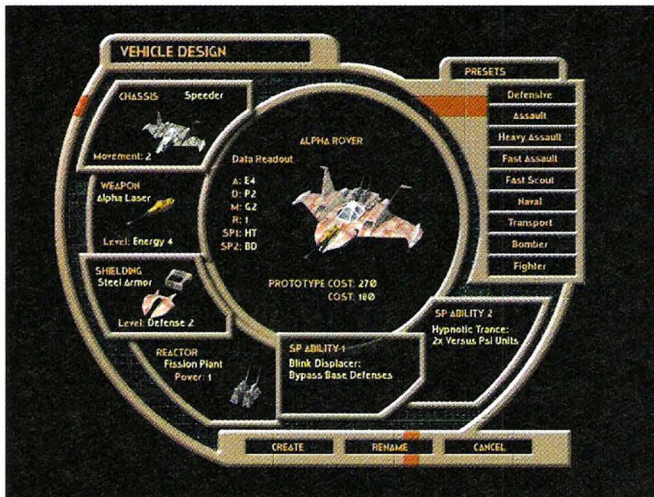 VEHICLE DESIGN
PRESETS
Defensive
Assault
Heavy Assault
Fast Assault
Fast Scout
Naval
Transport
Bomber
Fighter
CHASSIS
Speeder
Movement: 2
WEAPON
Alpha Laser
Level: Energy 4
SHIELDING
Steel Armor
Level: Defense 2
REACTOR
Fission Plant
Power: 1
ALPHA ROVER
Data Readout
A: E4
D: P2
M: G2
R: 1
SP1: HT
SP2: BD
PROTOTYPE COST: 270
COST: 180
SP ABILITY 1
Blink Displacer:
Bypass Base Defenses
SP ABILITY 2
Hypnotic Trance:
2x Versus Psi Units
CREATE
RENAME
CANCEL